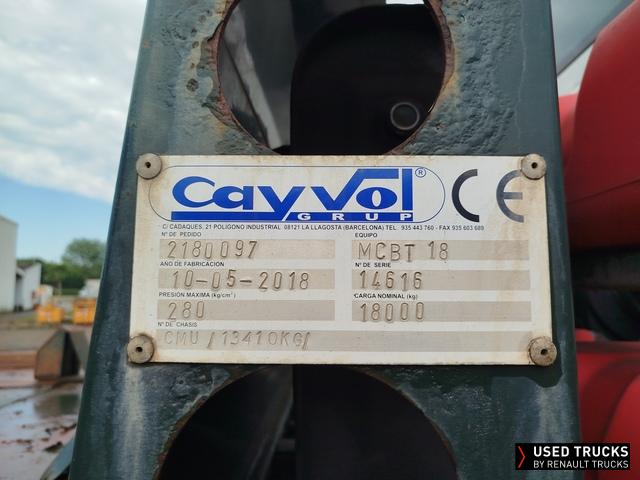 Cayvol®
GRUP
CE
C/ CADAQUES, 21 POLIGONO INDUSTRIAL 08121 LA LLAGOSTA (BARCELONA) TEL. 935 443 760 - FAX 935 603 689
Nº DE PEDIDO EQUIPO
2180097 MCBT 18
AÑO DE FABRICACIÓN Nº DE SERIE
10-05-2018 14616
PRESIÓN MÁXIMA (kg/cm²) CARGA NOMINAL (kg)
280 18000
Nº DE CHASIS
CMU / 13410KG/
USED TRUCKS
BY RENAULT TRUCKS